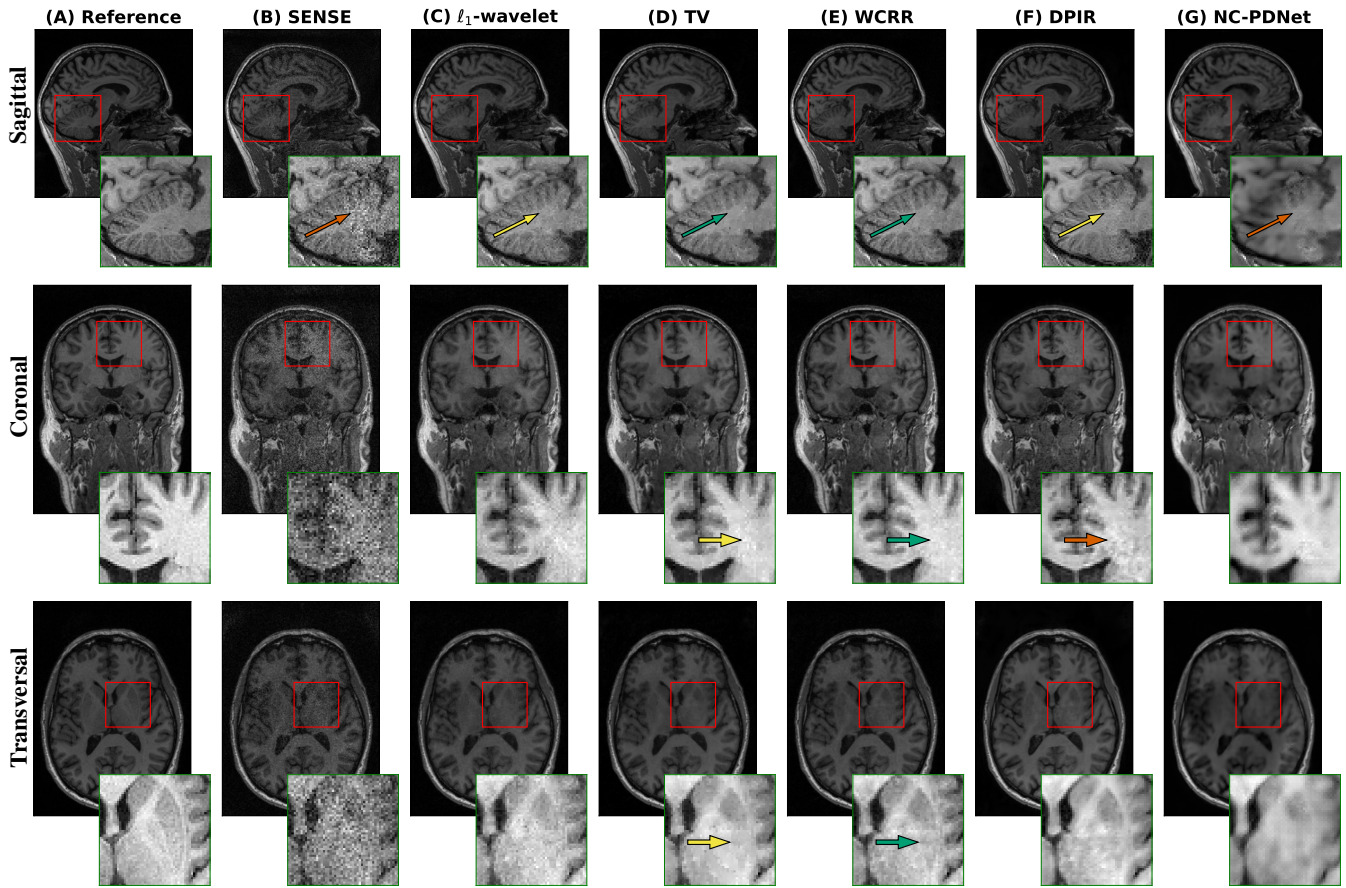 (A) Reference (B) SENSE (C) ℓ₁-wavelet (D) TV (E) WCRR (F) DPIR (G) NC-PDNet
Sagittal
Coronal
Transversal